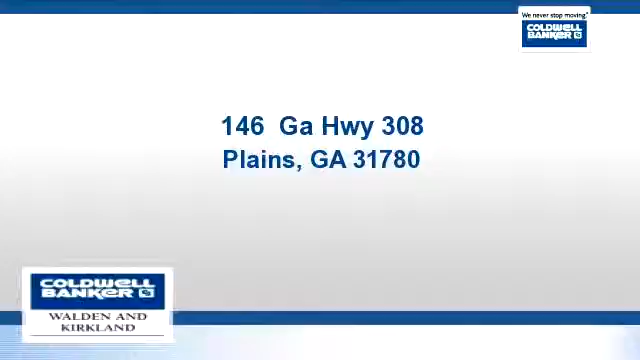 We never stop moving.®
COLDWELL
BANKER
146 Ga Hwy 308
Plains, GA 31780
COLDWELL
BANKER
WALDEN AND
KIRKLAND